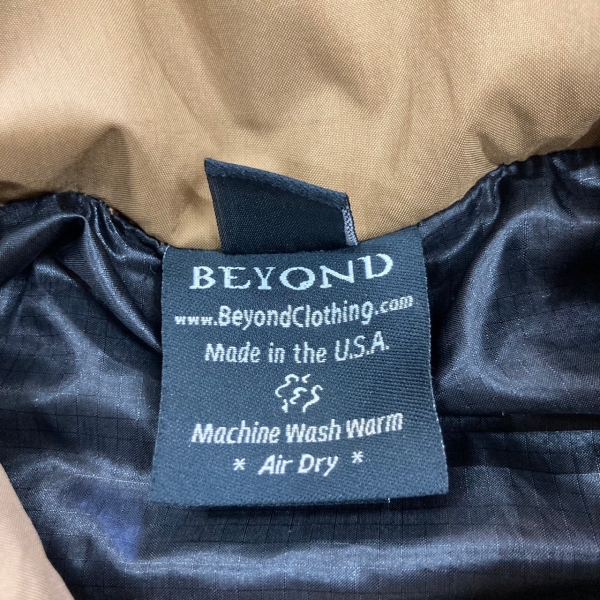 BEYOND
www.BeyondClothing.com
Made in the U.S.A.
Machine Wash Warm
* Air Dry *